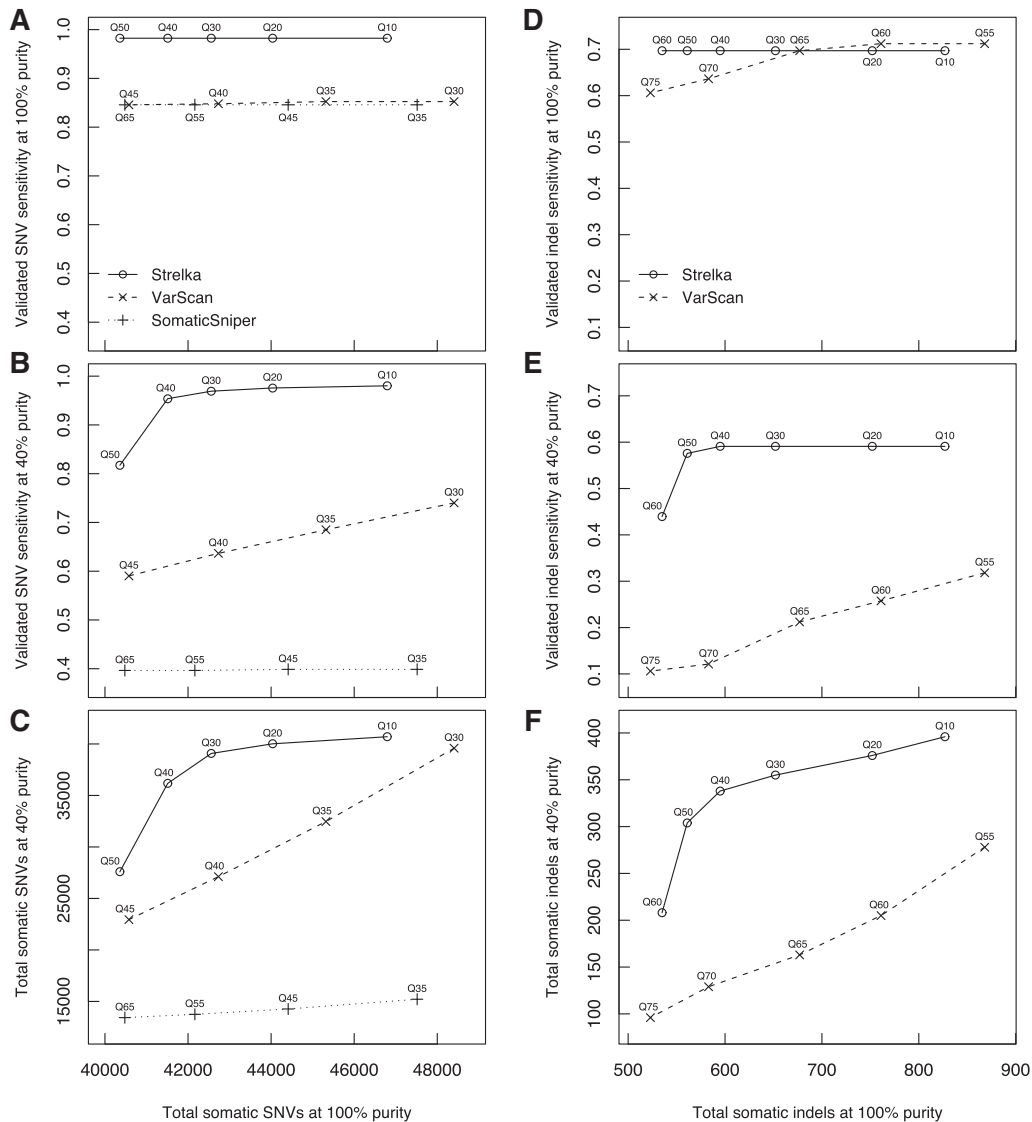 A
Validated SNV sensitivity at 100% purity
1.0
0.9
0.8
0.7
0.6
0.5
0.4
Q50 Q40 Q30 Q20 Q10
Q45 Q40 Q35 Q30
Q65 Q55 Q45 Q35
Strelka
VarScan
SomaticSniper
B
Validated SNV sensitivity at 40% purity
1.0
0.9
0.8
0.7
0.6
0.5
0.4
Q50 Q40 Q30 Q20 Q10
Q45 Q40 Q35 Q30
Q65 Q55 Q45 Q35
C
Total somatic SNVs at 40% purity
35000
25000
15000
Q50 Q40 Q30 Q20 Q10
Q45 Q40 Q35 Q30
Q65 Q55 Q45 Q35
40000 42000 44000 46000 48000
Total somatic SNVs at 100% purity
D
Validated indel sensitivity at 100% purity
0.7
0.6
0.5
0.4
0.3
0.2
0.1
Q60 Q50 Q40 Q30 Q20 Q10
Q75 Q70 Q65 Q60 Q55
Strelka
VarScan
E
Validated indel sensitivity at 40% purity
0.7
0.6
0.5
0.4
0.3
0.2
0.1
Q60 Q50 Q40 Q30 Q20 Q10
Q75 Q70 Q65 Q60 Q55
F
Total somatic indels at 40% purity
400
350
300
250
200
150
100
Q60 Q50 Q40 Q30 Q20 Q10
Q75 Q70 Q65 Q60 Q55
500 600 700 800 900
Total somatic indels at 100% purity